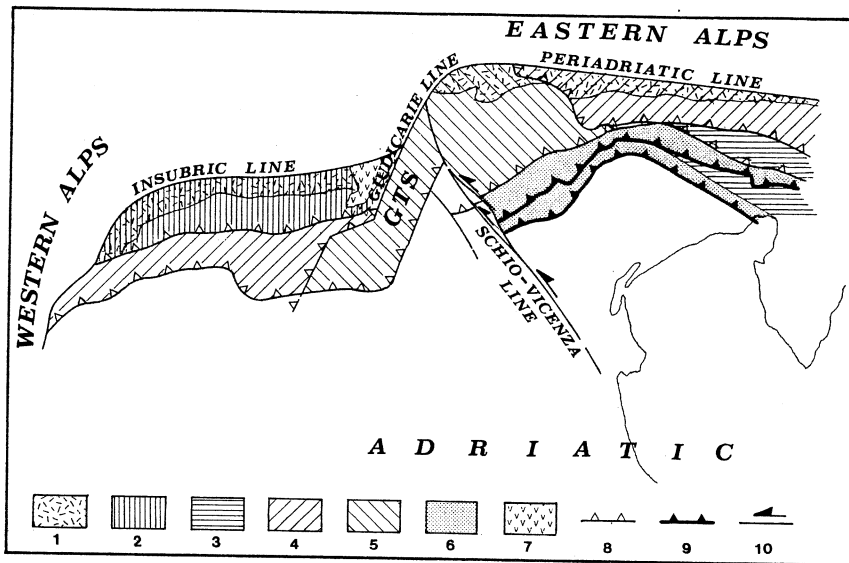 EASTERN ALPS
PERIADRIATIC LINE
GIUDICARIE LINE
INSUBRIC LINE
WESTERN ALPS
GTS
SCHIO-VICENZA
LINE
ADRIATIC
1 2 3 4 5 6 7 8 9 10